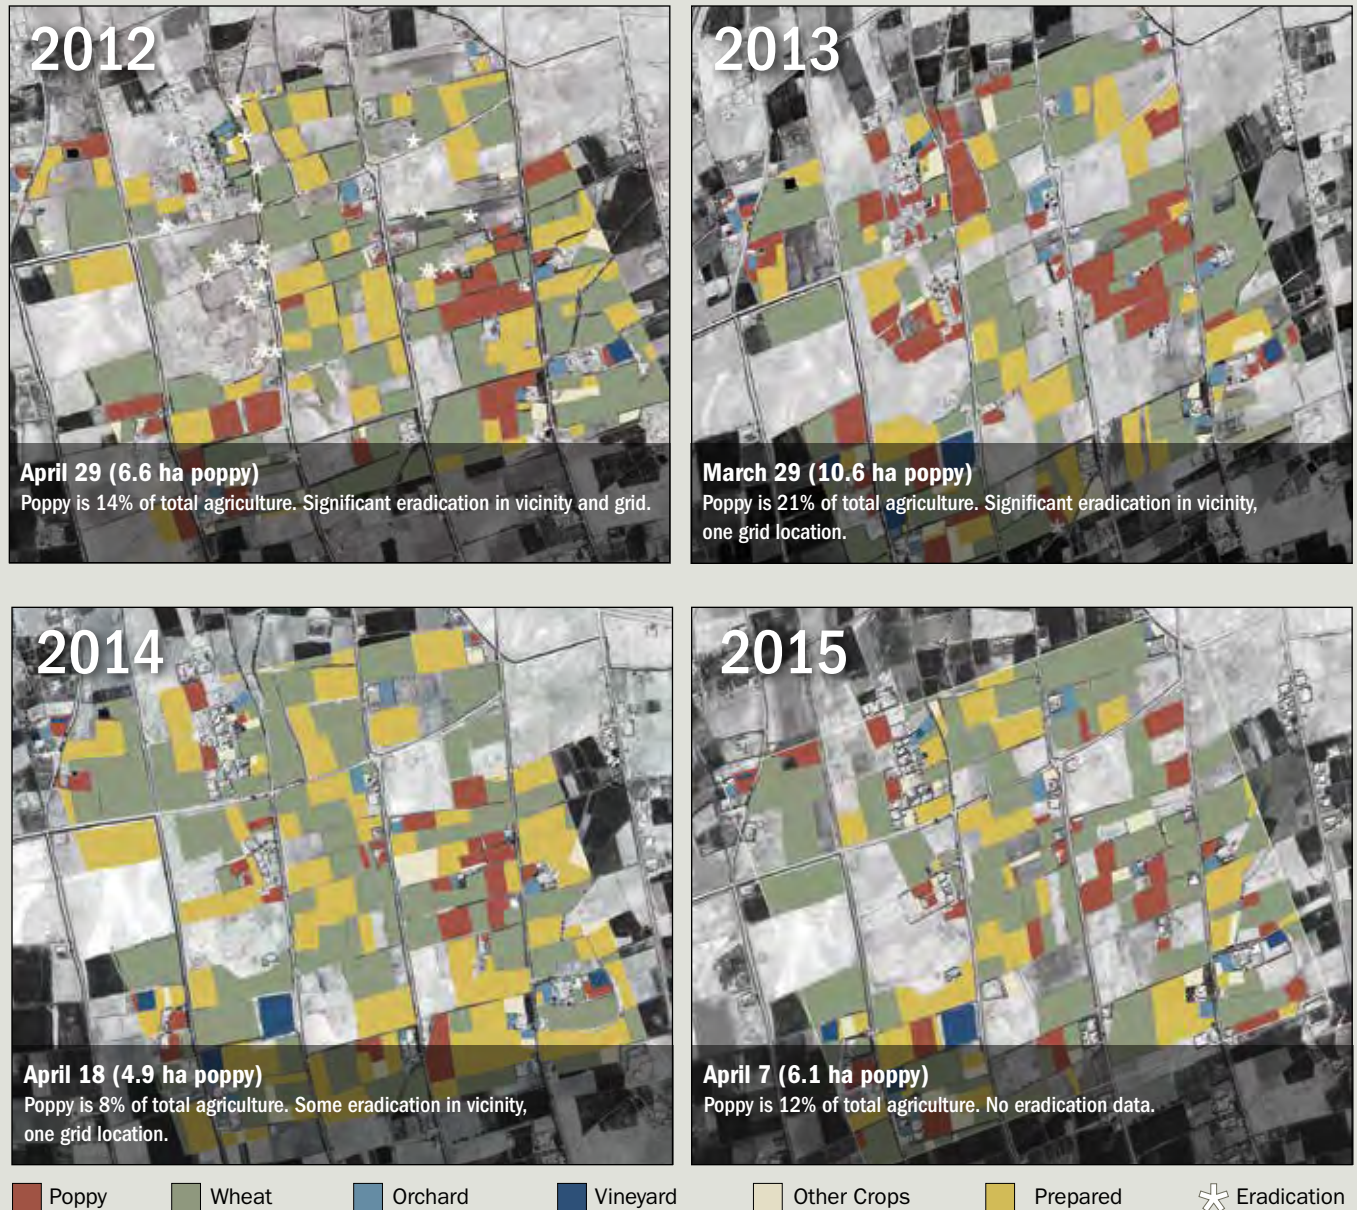 2012
2013
April 29 (6.6 ha poppy)
Poppy is 14% of total agriculture. Significant eradication in vicinity and grid.
March 29 (10.6 ha poppy)
Poppy is 21% of total agriculture. Significant eradication in vicinity,
one grid location.
2014
2015
April 18 (4.9 ha poppy)
Poppy is 8% of total agriculture. Some eradication in vicinity,
one grid location.
April 7 (6.1 ha poppy)
Poppy is 12% of total agriculture. No eradication data.
Poppy Wheat Orchard Vineyard Other Crops Prepared Eradication